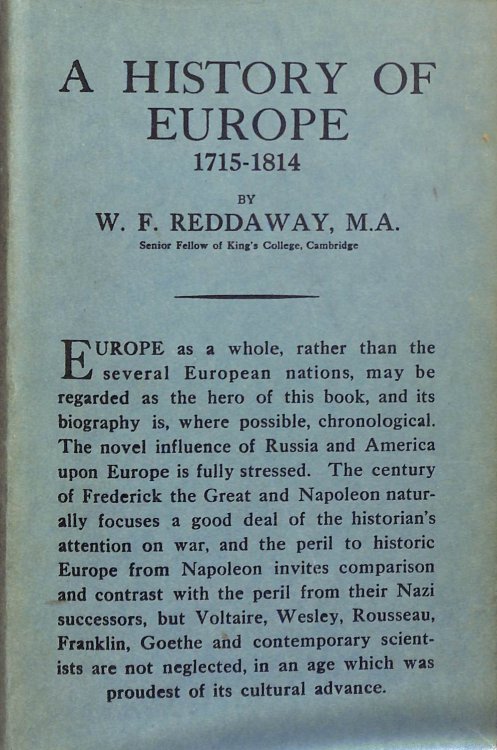 A HISTORY OF
EUROPE
1715-1814
BY
W. F. REDDAWAY, M.A.
Senior Fellow of King's College, Cambridge
EUROPE as a whole, rather than the
several European nations, may be
regarded as the hero of this book, and its
biography is, where possible, chronological.
The novel influence of Russia and America
upon Europe is fully stressed. The century
of Frederick the Great and Napoleon natur-
ally focuses a good deal of the historian's
attention on war, and the peril to historic
Europe from Napoleon invites comparison
and contrast with the peril from their Nazi
successors, but Voltaire, Wesley, Rousseau,
Franklin, Goethe and contemporary scient-
ists are not neglected, in an age which was
proudest of its cultural advance.